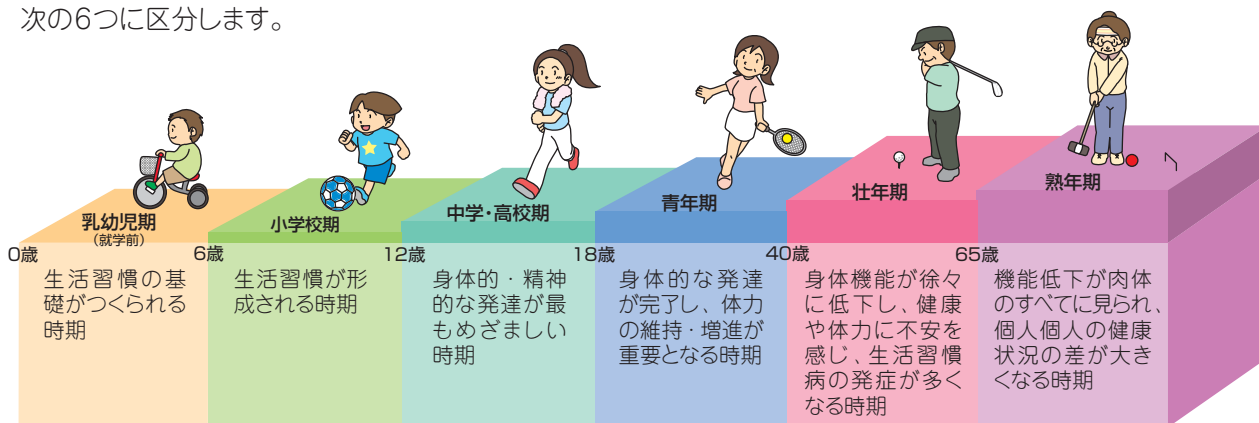 次の6つに区分します。
乳幼児期
(就学前)
小学校期
中学・高校期
青年期
壮年期
熟年期
0歳
6歳
12歳
18歳
40歳
65歳
生活習慣の基
礎がつくられる
時期
生活習慣が形
成される時期
身体的・精神
的な発達が最
もめざましい
時期
身体的な発達
が完了し、体力
の維持・増進が
重要となる時期
身体機能が徐々
に低下し、健康
や体力に不安を
感じ、生活習慣
病の発症が多く
なる時期
機能低下が肉体
のすべてに見られ、
個人個人の健康
状況の差が大き
くなる時期